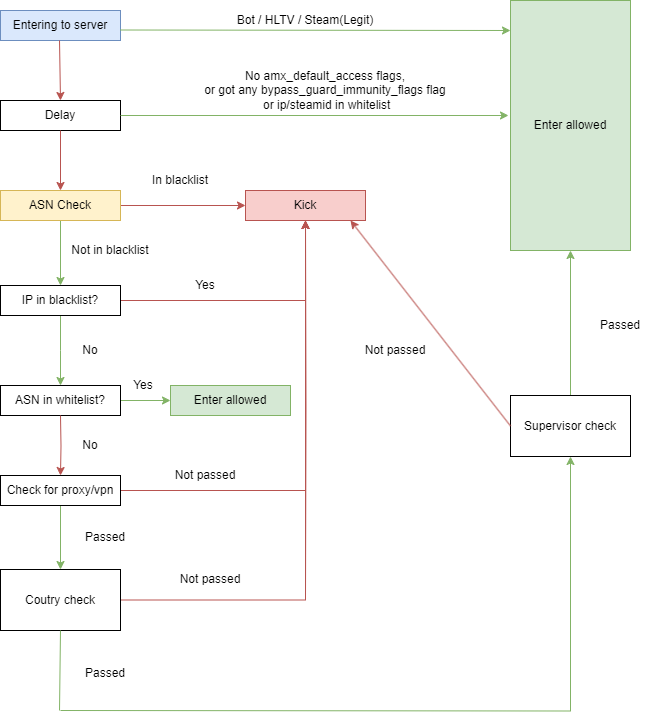 Entering to server
Bot / HLTV / Steam(Legit)
No amx_default_access flags,
or got any bypass_guard_immunity_flags flag
or ip/steamid in whitelist
Delay
Enter allowed
In blacklist
ASN Check
Kick
Not in blacklist
Yes
IP in blacklist?
Passed
No
Not passed
Yes
ASN in whitelist?
Enter allowed
Supervisor check
No
Not passed
Check for proxy/vpn
Passed
Not passed
Coutry check
Passed